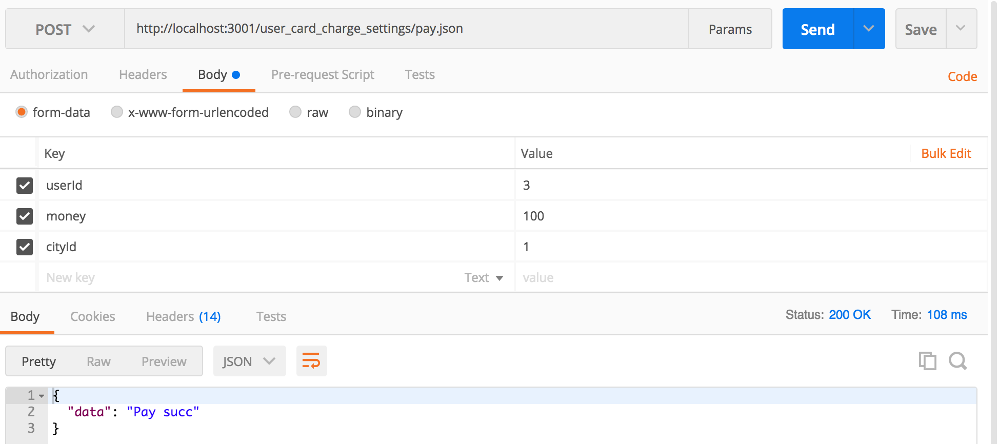 POST http://localhost:3001/user_card_charge_settings/pay.json Params Send Save
Authorization Headers Body Pre-request Script Tests Code
form-data x-www-form-urlencoded raw binary
Key Value Bulk Edit
userId 3
money 100
cityId 1
New key Text value
Body Cookies Headers (14) Tests Status: 200 OK Time: 108 ms
Pretty Raw Preview JSON
1 {
2 "data": "Pay succ"
3 }